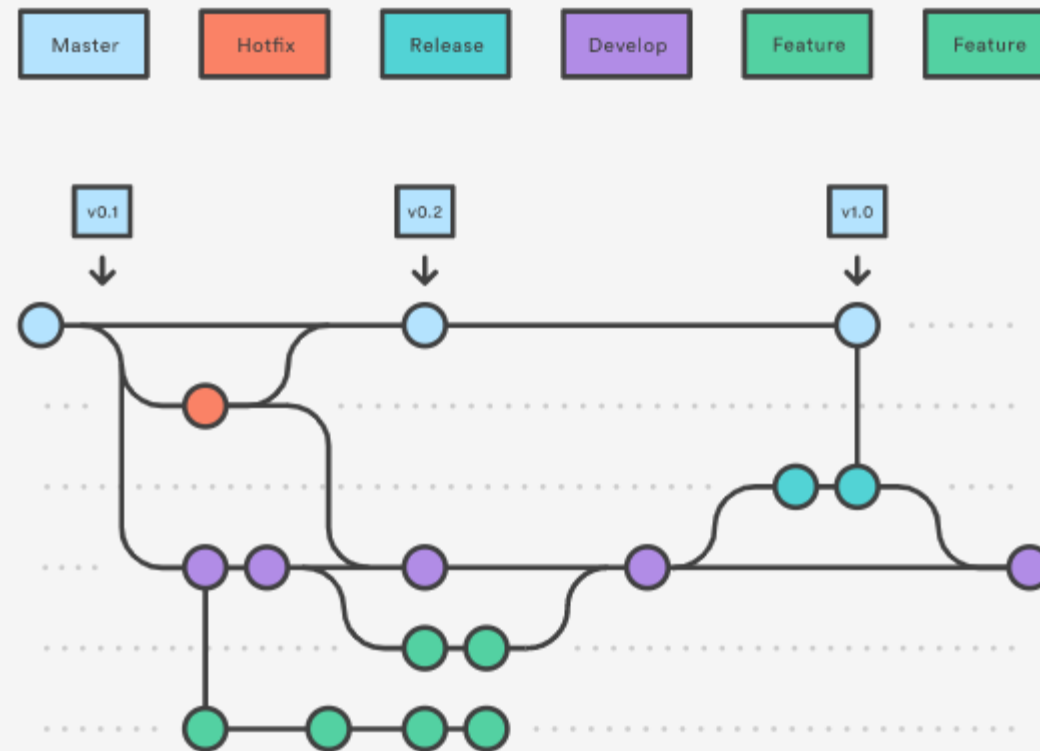 Master
Hotfix
Release
Develop
Feature
Feature
v0.1
v0.2
v1.0